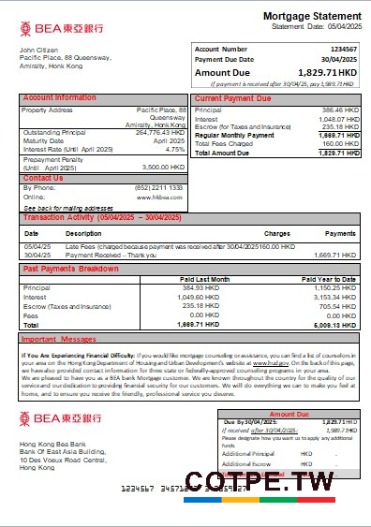 Mortgage Statement
Statement Date: 05/04/2025
BEA東亞銀行
John Citizen
Pacific Place, 88 Queensway,
Amiralty, Honk Kong
Account Number 1234567
Payment Due Date 30/04/2025
Amount Due 1,829.71HKD
If payment is received after 30/04/25, pay 1,989.71HKD
Account Information
Property Address Pacific Place, 88
Queensway
Amiralty, Honk Kong
Outstanding Principal 264,776.43 HKD
Maturity Date April 2025
Interest Rate (Until April 2025) 4.75%
Prepayment Penalty
(Until April 2025) 3,500.00 HKD
Contact Us
By Phone: (852) 2211 1333
Online: www.hkbea.com
See back for mailing addresses
Current Payment Due
Principal 386.46 HKD
Interest 1,048.07 HKD
Escrow (for Taxes and Insurance) 235.18 HKD
Regular Monthly Payment 1,669.71 HKD
Total Fees Charged 160.00 HKD
Total Amount Due 1,829.71 HKD
Transaction Activity (05/04/2025 – 30/04/2025)
Date Description Charges Payments
05/04/25 Late Fees (charged because payment was received after 30/04/2025160.00 HKD
30/04/25 Payment Received – Thank you 1,669.71 HKD
Past Payments Breakdown
Paid Last Month Paid Year to Date
Principal 384.93 HKD 1,150.25 HKD
Interest 1,049.60 HKD 3,153.34 HKD
Escrow (Taxes and Insurance) 235.18 HKD 705.54 HKD
Fees 0.00 HKD 0.00 HKD
Total 1,669.71 HKD 5,009.13 HKD
Important Messages
If You Are Experiencing Financial Difficulty: If you would like mortgage counseling or assistance, you can find a list of counselors in
your area on the Hong Kong Department of Housing and Urban Development's website at www.hud.gov. On the back of this page,
we have also provided contact information for three state or federally-approved counseling programs in your area.
We are pleased to have you as a BEA bank Mortgage customer. We are known throughout the country for the quality of our
service and our dedication to providing financial security for our customers. We will do everything we can to make you feel at
home, and to ensure you receive the friendly, professional service you deserve.
BEA東亞銀行
Hong Kong Bea Bank
Bank Of East Asia Building,
10 Des Voeux Road Central,
Hong Kong
Amount Due
Due By 30/04/2025: 1,829.71HKD
If received after 30/04/25: 1,989.71HKD
Please designate how you want us to apply any additional
funds
Additional Principal HKD .
Additional Escrow HKD .
COTPE.TW
1234567